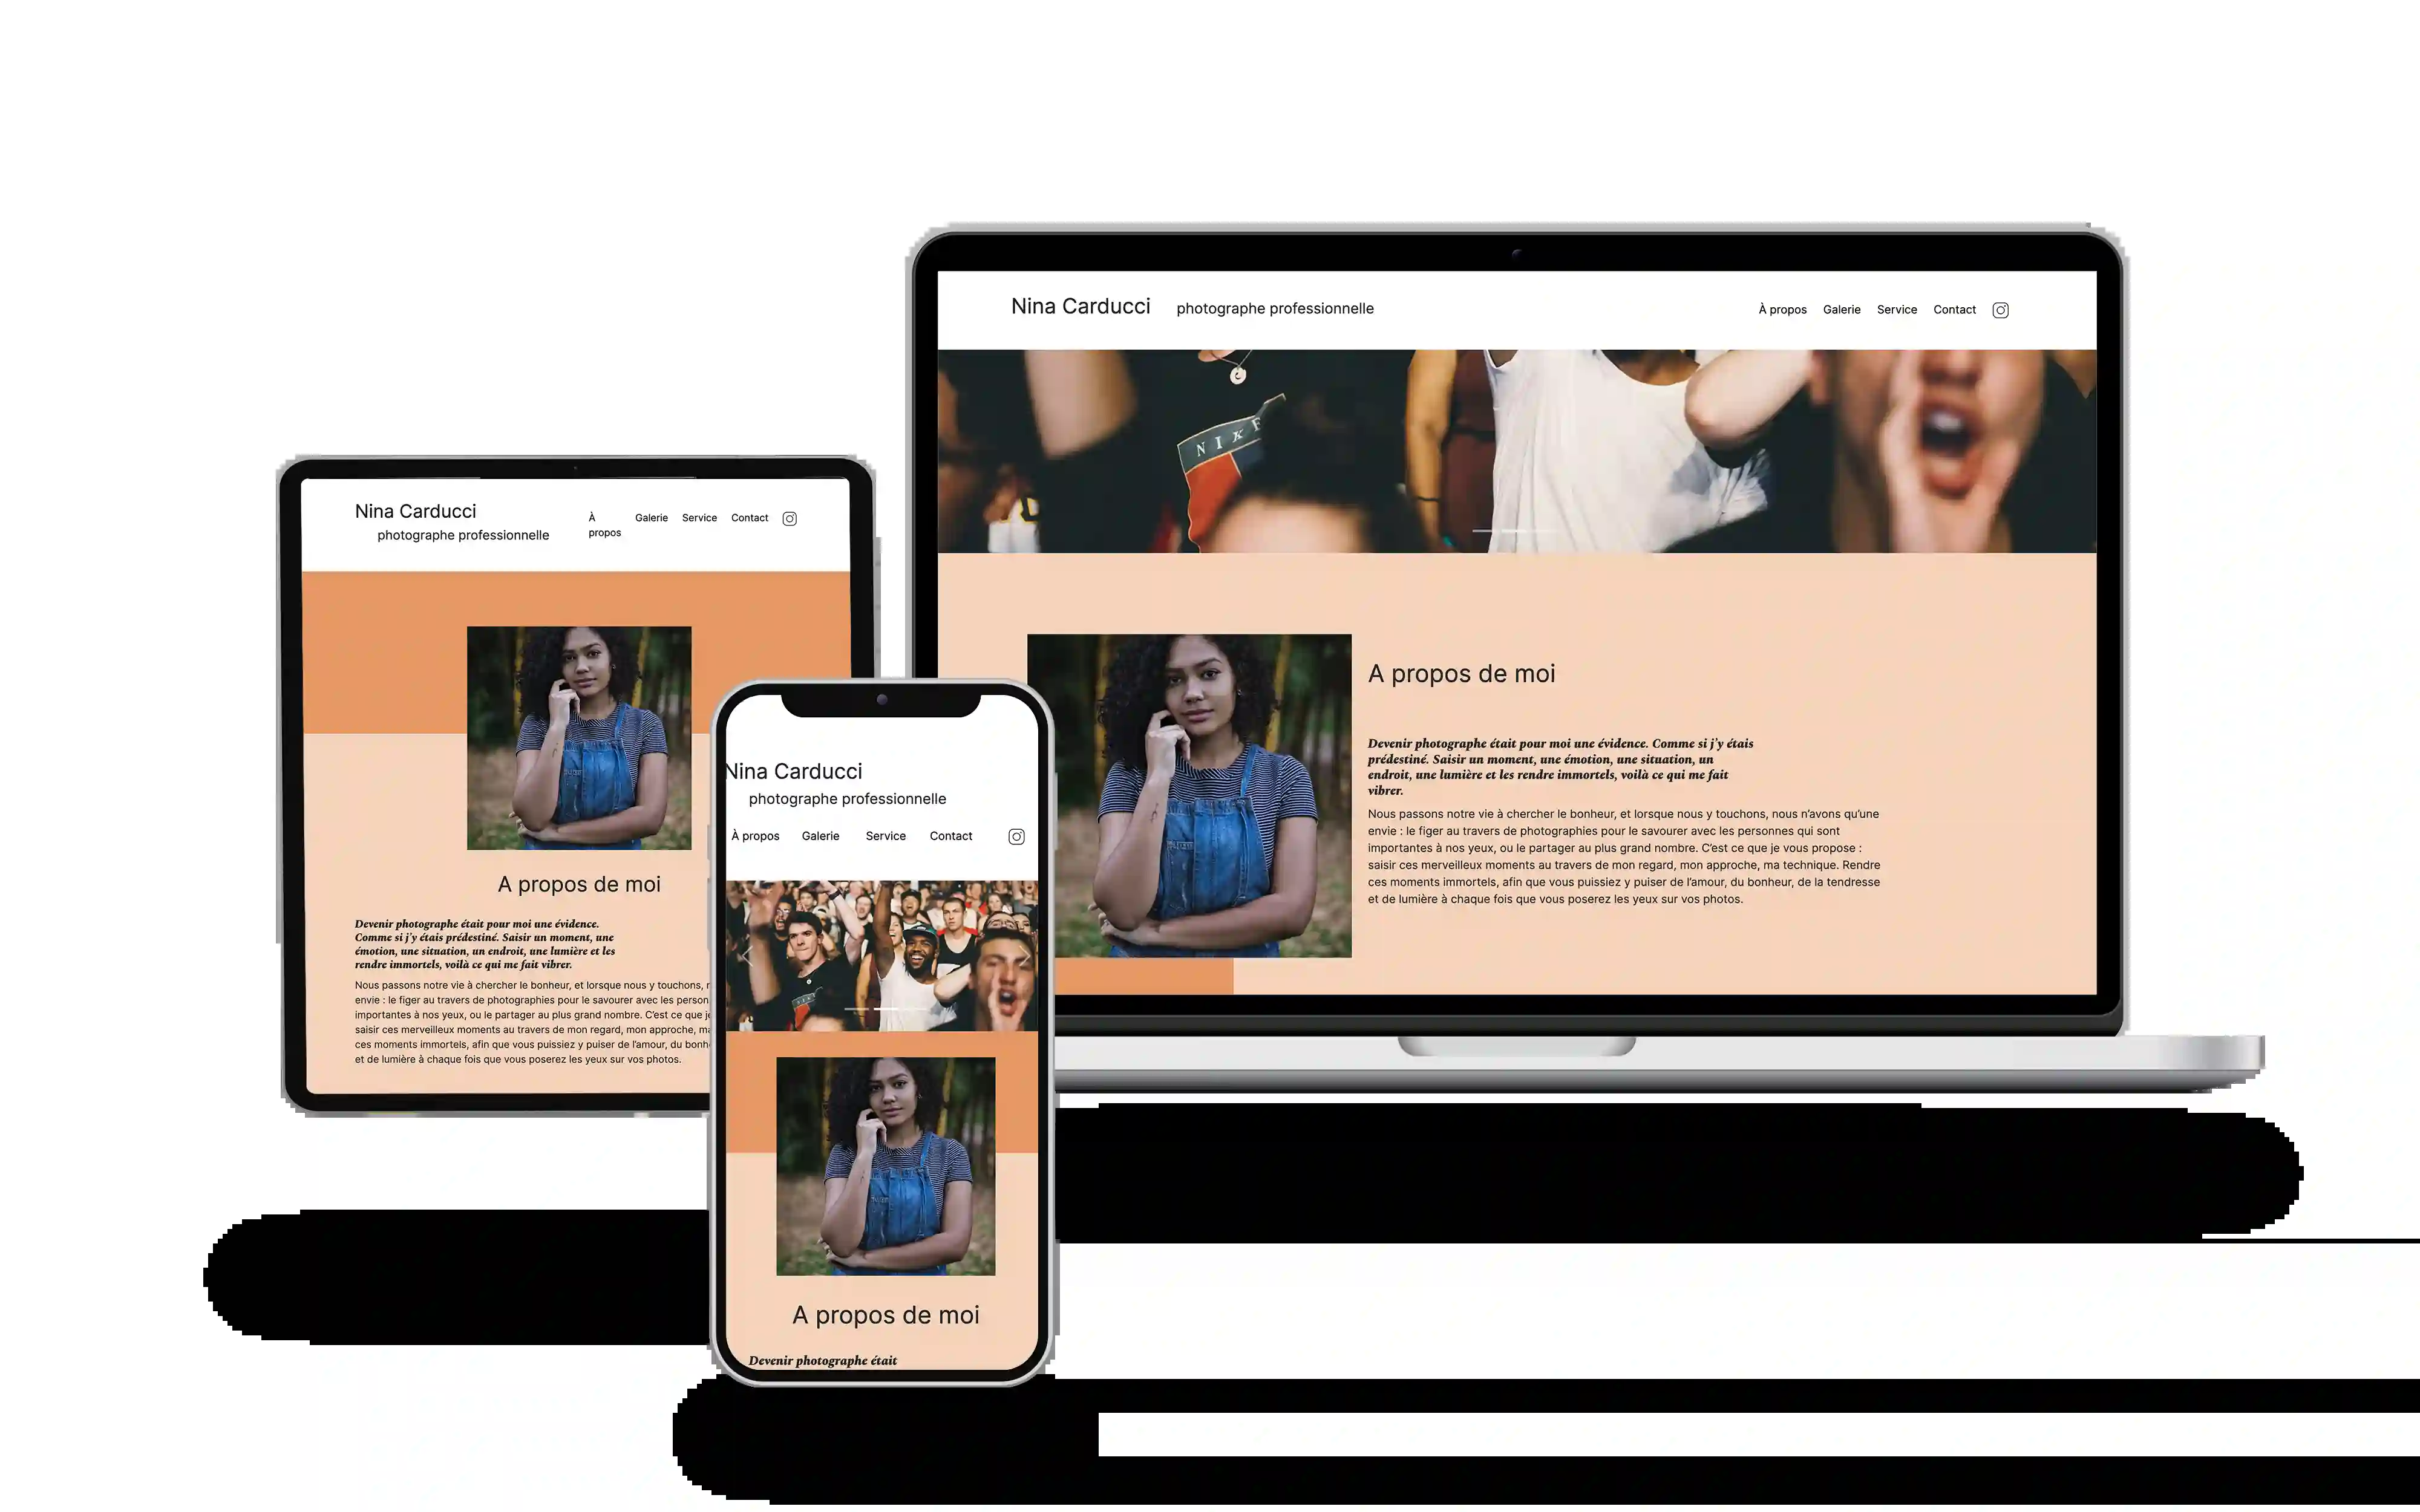 Nina Carducci photographe professionnelle
À propos Galerie Service Contact
NIKE
A propos de moi
Devenir photographe était pour moi une évidence. Comme si j'y étais
prédestiné. Saisir un moment, une émotion, une situation, un
endroit, une lumière et les rendre immortels, voilà ce qui me fait
vibrer.
Nous passons notre vie à chercher le bonheur, et lorsque nous y touchons, nous n'avons qu'une
envie : le figer au travers de photographies pour le savourer avec les personnes qui sont
importantes à nos yeux, ou le partager au plus grand nombre. C'est ce que je vous propose :
saisir ces merveilleux moments au travers de mon regard, mon approche, ma technique. Rendre
ces moments immortels, afin que vous puissiez y puiser de l'amour, du bonheur, de la tendresse
et de lumière à chaque fois que vous poserez les yeux sur vos photos.
Nina Carducci
photographe professionnelle
À
propos
Galerie Service Contact
A propos de moi
Devenir photographe était pour moi une évidence.
Comme si j'y étais prédestiné. Saisir un moment, une
émotion, une situation, un endroit, une lumière et les
rendre immortels, voilà ce qui me fait vibrer.
Nous passons notre vie à chercher le bonheur, et lorsque nous y touchons,
envie : le figer au travers de photographies pour le savourer avec les person
importantes à nos yeux, ou le partager au plus grand nombre. C'est ce que
saisir ces merveilleux moments au travers de mon regard, mon approche,
ces moments immortels, afin que vous puissiez y puiser de l'amour, du bonh
et de lumière à chaque fois que vous poserez les yeux sur vos photos.
Nina Carducci
photographe professionnelle
À propos Galerie Service Contact
A propos de moi
Devenir photographe était